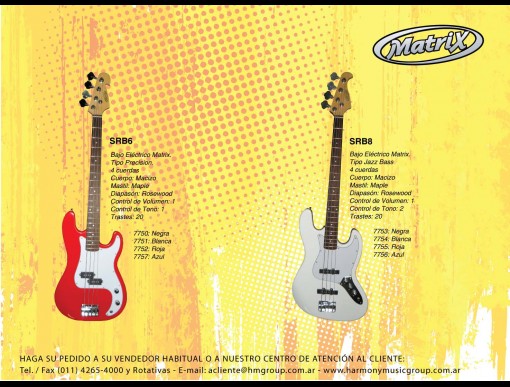 Matrix
SRB6
Bajo Eléctrico Matrix.
Tipo Precision
4 cuerdas
Cuerpo: Macizo
Mastil: Maple
Diapasón: Rosewood
Control de Volumen: 1
Control de Tono: 1
Trastes: 20
7750: Negra
7751: Blanca
7752: Roja
7757: Azul
SRB8
Bajo Eléctrico Matrix.
Tipo Jazz Bass
4 cuerdas
Cuerpo: Macizo
Mastil: Maple
Diapasón: Rosewood
Control de Volumen: 1
Control de Tono: 2
Trastes: 20
7753: Negra
7754: Blanca
7755: Roja
7756: Azul
HAGA SU PEDIDO A SU VENDEDOR HABITUAL O A NUESTRO CENTRO DE ATENCIÓN AL CLIENTE:
Tel. / Fax (011) 4265-4000 y Rotativas - E-mail: acliente@hmgroup.com.ar - www.harmonymusicgroup.com.ar